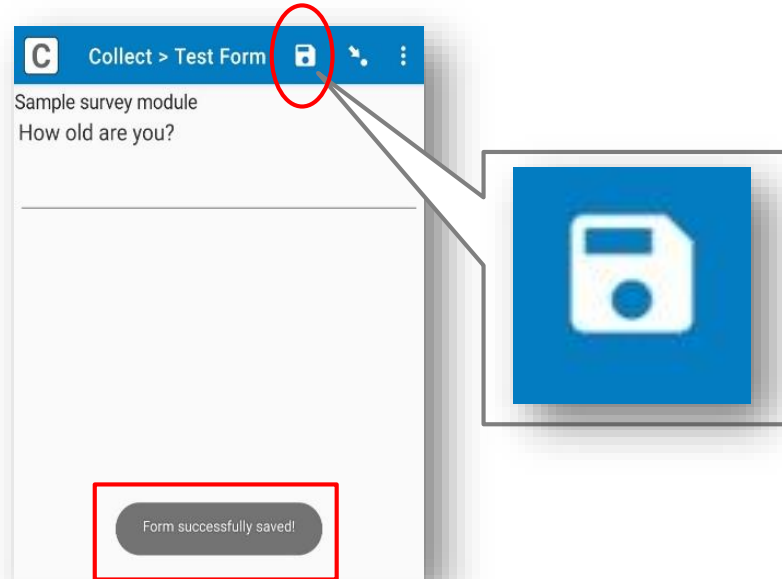 C Collect > Test Form
Sample survey module
How old are you?
Form successfully saved!